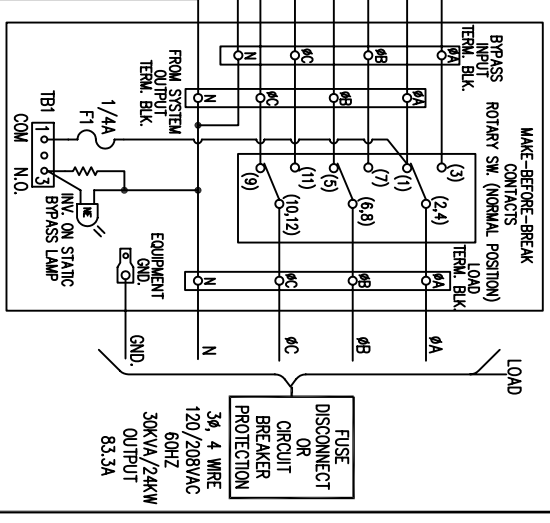 BYPASS
INPUT
TERM. BLK.
MAKE-BEFORE-BREAK
CONTACTS
ROTARY SW. (NORMAL POSITION)
N
ØC
ØB
ØA
FROM SYSTEM
OUTPUT
TERM. BLK.
N
ØC
ØB
ØA
1/4A
F1
TB1
COM
N.O.
1
3
NE
INV. ON STATIC
BYPASS LAMP
(9)
(11)
(5)
(7)
(1)
(3)
(10,12)
(6,8)
(2,4)
EQUIPMENT
GND.
LOAD
TERM. BLK.
N
ØC
ØB
ØA
GND.
N
ØC
ØB
ØA
LOAD
FUSE
DISCONNECT
OR
CIRCUIT
BREAKER
PROTECTION
3Ø, 4 WIRE
120/208VAC
60HZ
30KVA/24KW
OUTPUT
83.3A